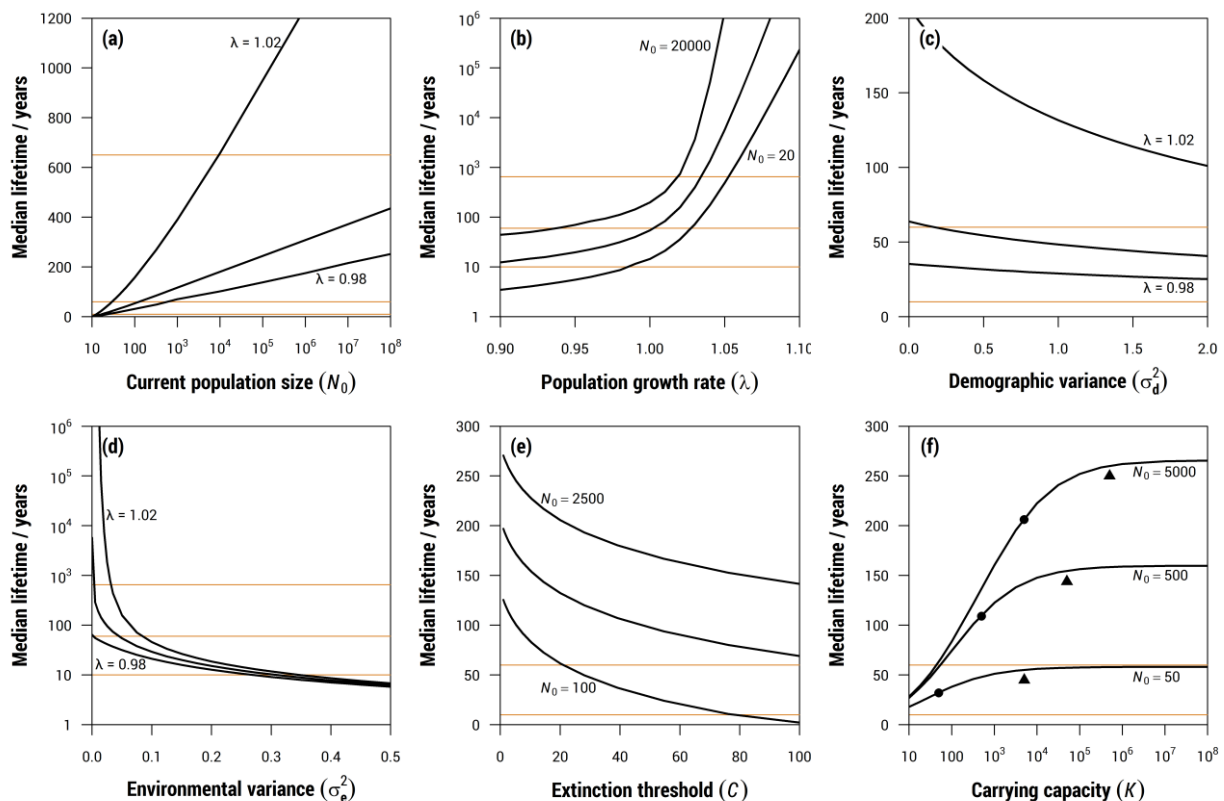 (a)
λ = 1.02
λ = 0.98
Median lifetime / years
1200
1000
800
600
400
200
0
10 100 10³ 10⁴ 10⁵ 10⁶ 10⁷ 10⁸
Current population size (N₀)
(b)
N₀ = 20000
N₀ = 20
Median lifetime / years
10⁶
10⁵
10⁴
10³
100
10
1
0.90 0.95 1.00 1.05 1.10
Population growth rate (λ)
(c)
λ = 1.02
λ = 0.98
Median lifetime / years
200
150
100
50
0
0.0 0.5 1.0 1.5 2.0
Demographic variance (σ²d)
(d)
λ = 1.02
λ = 0.98
Median lifetime / years
10⁶
10⁵
10⁴
10³
100
10
1
0.0 0.1 0.2 0.3 0.4 0.5
Environmental variance (σ²e)
(e)
N₀ = 2500
N₀ = 100
Median lifetime / years
300
250
200
150
100
50
0
0 20 40 60 80 100
Extinction threshold (C)
(f)
N₀ = 5000
N₀ = 500
N₀ = 50
Median lifetime / years
300
250
200
150
100
50
0
10 100 10³ 10⁴ 10⁵ 10⁶ 10⁷ 10⁸
Carrying capacity (K)